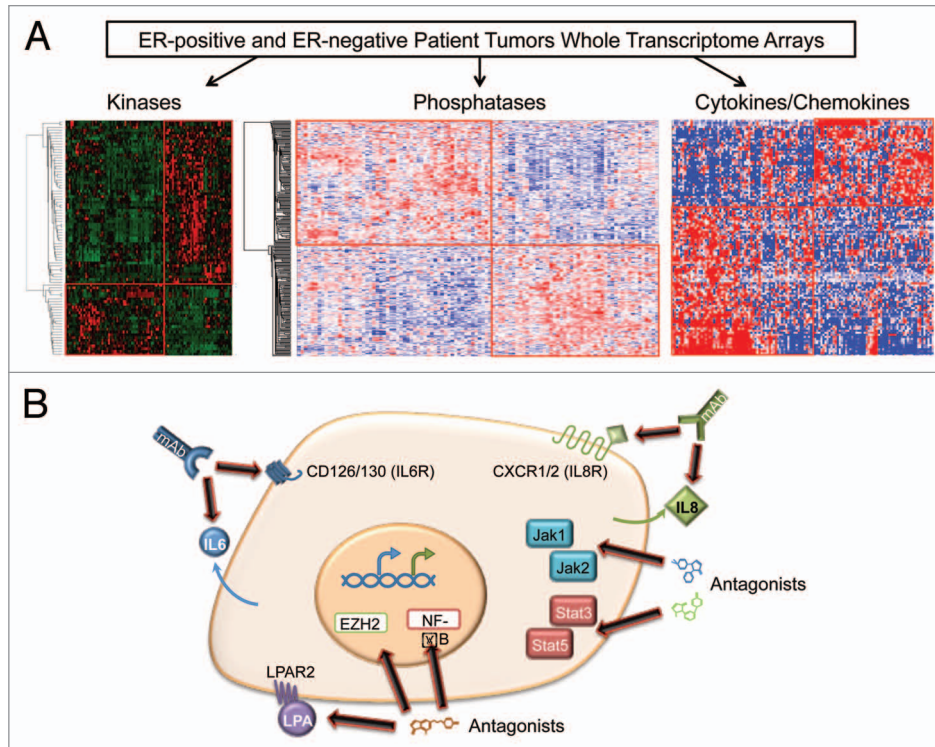 A
ER-positive and ER-negative Patient Tumors Whole Transcriptome Arrays
Kinases
Phosphatases
Cytokines/Chemokines
B
mAb
mAb
CD126/130 (IL6R)
CXCR1/2 (IL8R)
IL8
IL6
Jak1
Jak2
Antagonists
EZH2
NF-
B
Stat3
Stat5
LPAR2
LPA
Antagonists